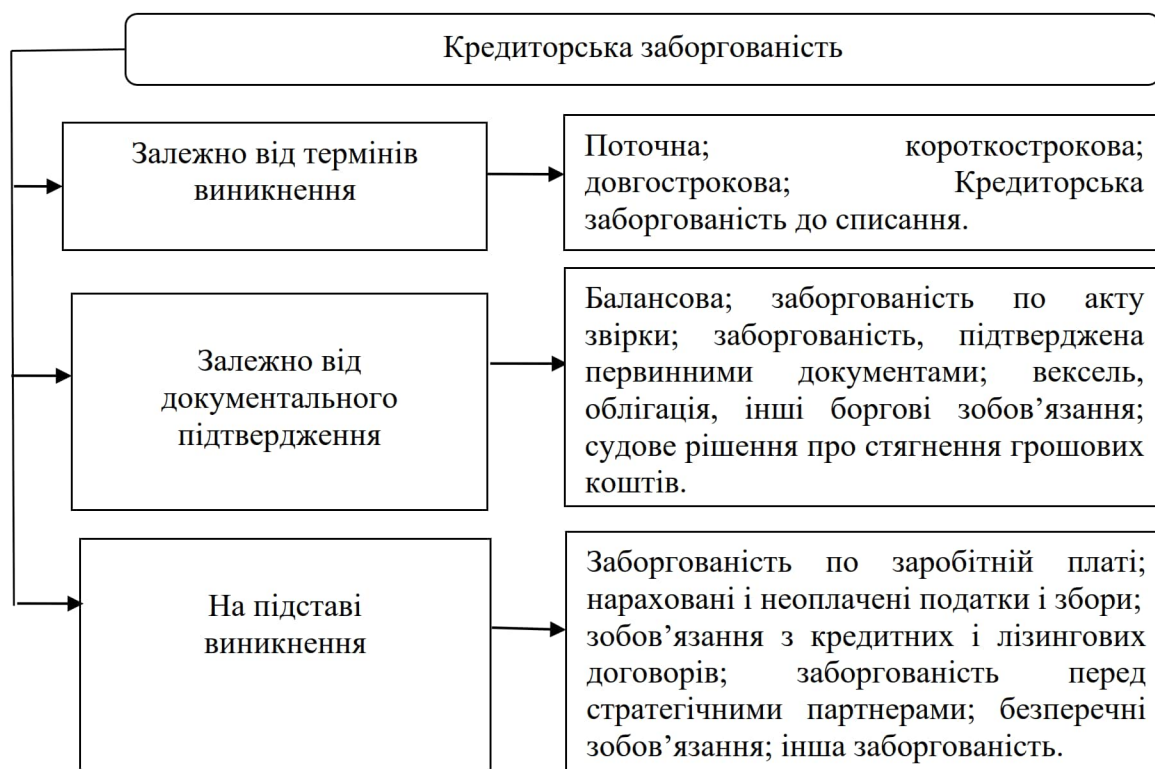 Кредиторська заборгованість
Залежно від термінів
виникнення
Поточна; короткострокова;
довгострокова; Кредиторська
заборгованість до списання.
Залежно від
документального
підтвердження
Балансова; заборгованість по акту
звірки; заборгованість, підтверджена
первинними документами; вексель,
облігація, інші боргові зобов’язання;
судове рішення про стягнення грошових
коштів.
На підставі
виникнення
Заборгованість по заробітній платі;
нараховані і неоплачені податки і збори;
зобов’язання з кредитних і лізингових
договорів; заборгованість перед
стратегічними партнерами; безперечні
зобов’язання; інша заборгованість.